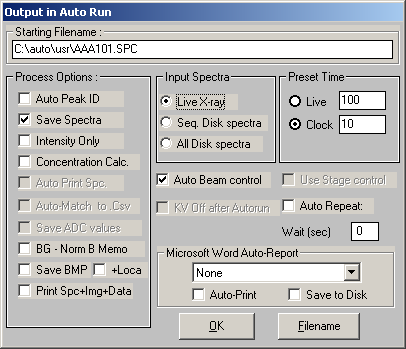 Output in Auto Run
Starting Filename :
C:\auto\usr\AAA101.SPC
Process Options :
Auto Peak ID
Save Spectra
Intensity Only
Concentration Calc.
Auto Print Spc.
Auto-Match to .Csv
Save ADC values
BG - Norm B Memo
Save BMP +Loca
Print Spc+Img+Data
Input Spectra
Live X-ray
Seq. Disk spectra
All Disk spectra
Preset Time
Live 100
Clock 10
Auto Beam control
Use Stage control
KV Off after Autorun
Auto Repeat:
Wait (sec) 0
Microsoft Word Auto-Report
None
Auto-Print Save to Disk
OK Filename